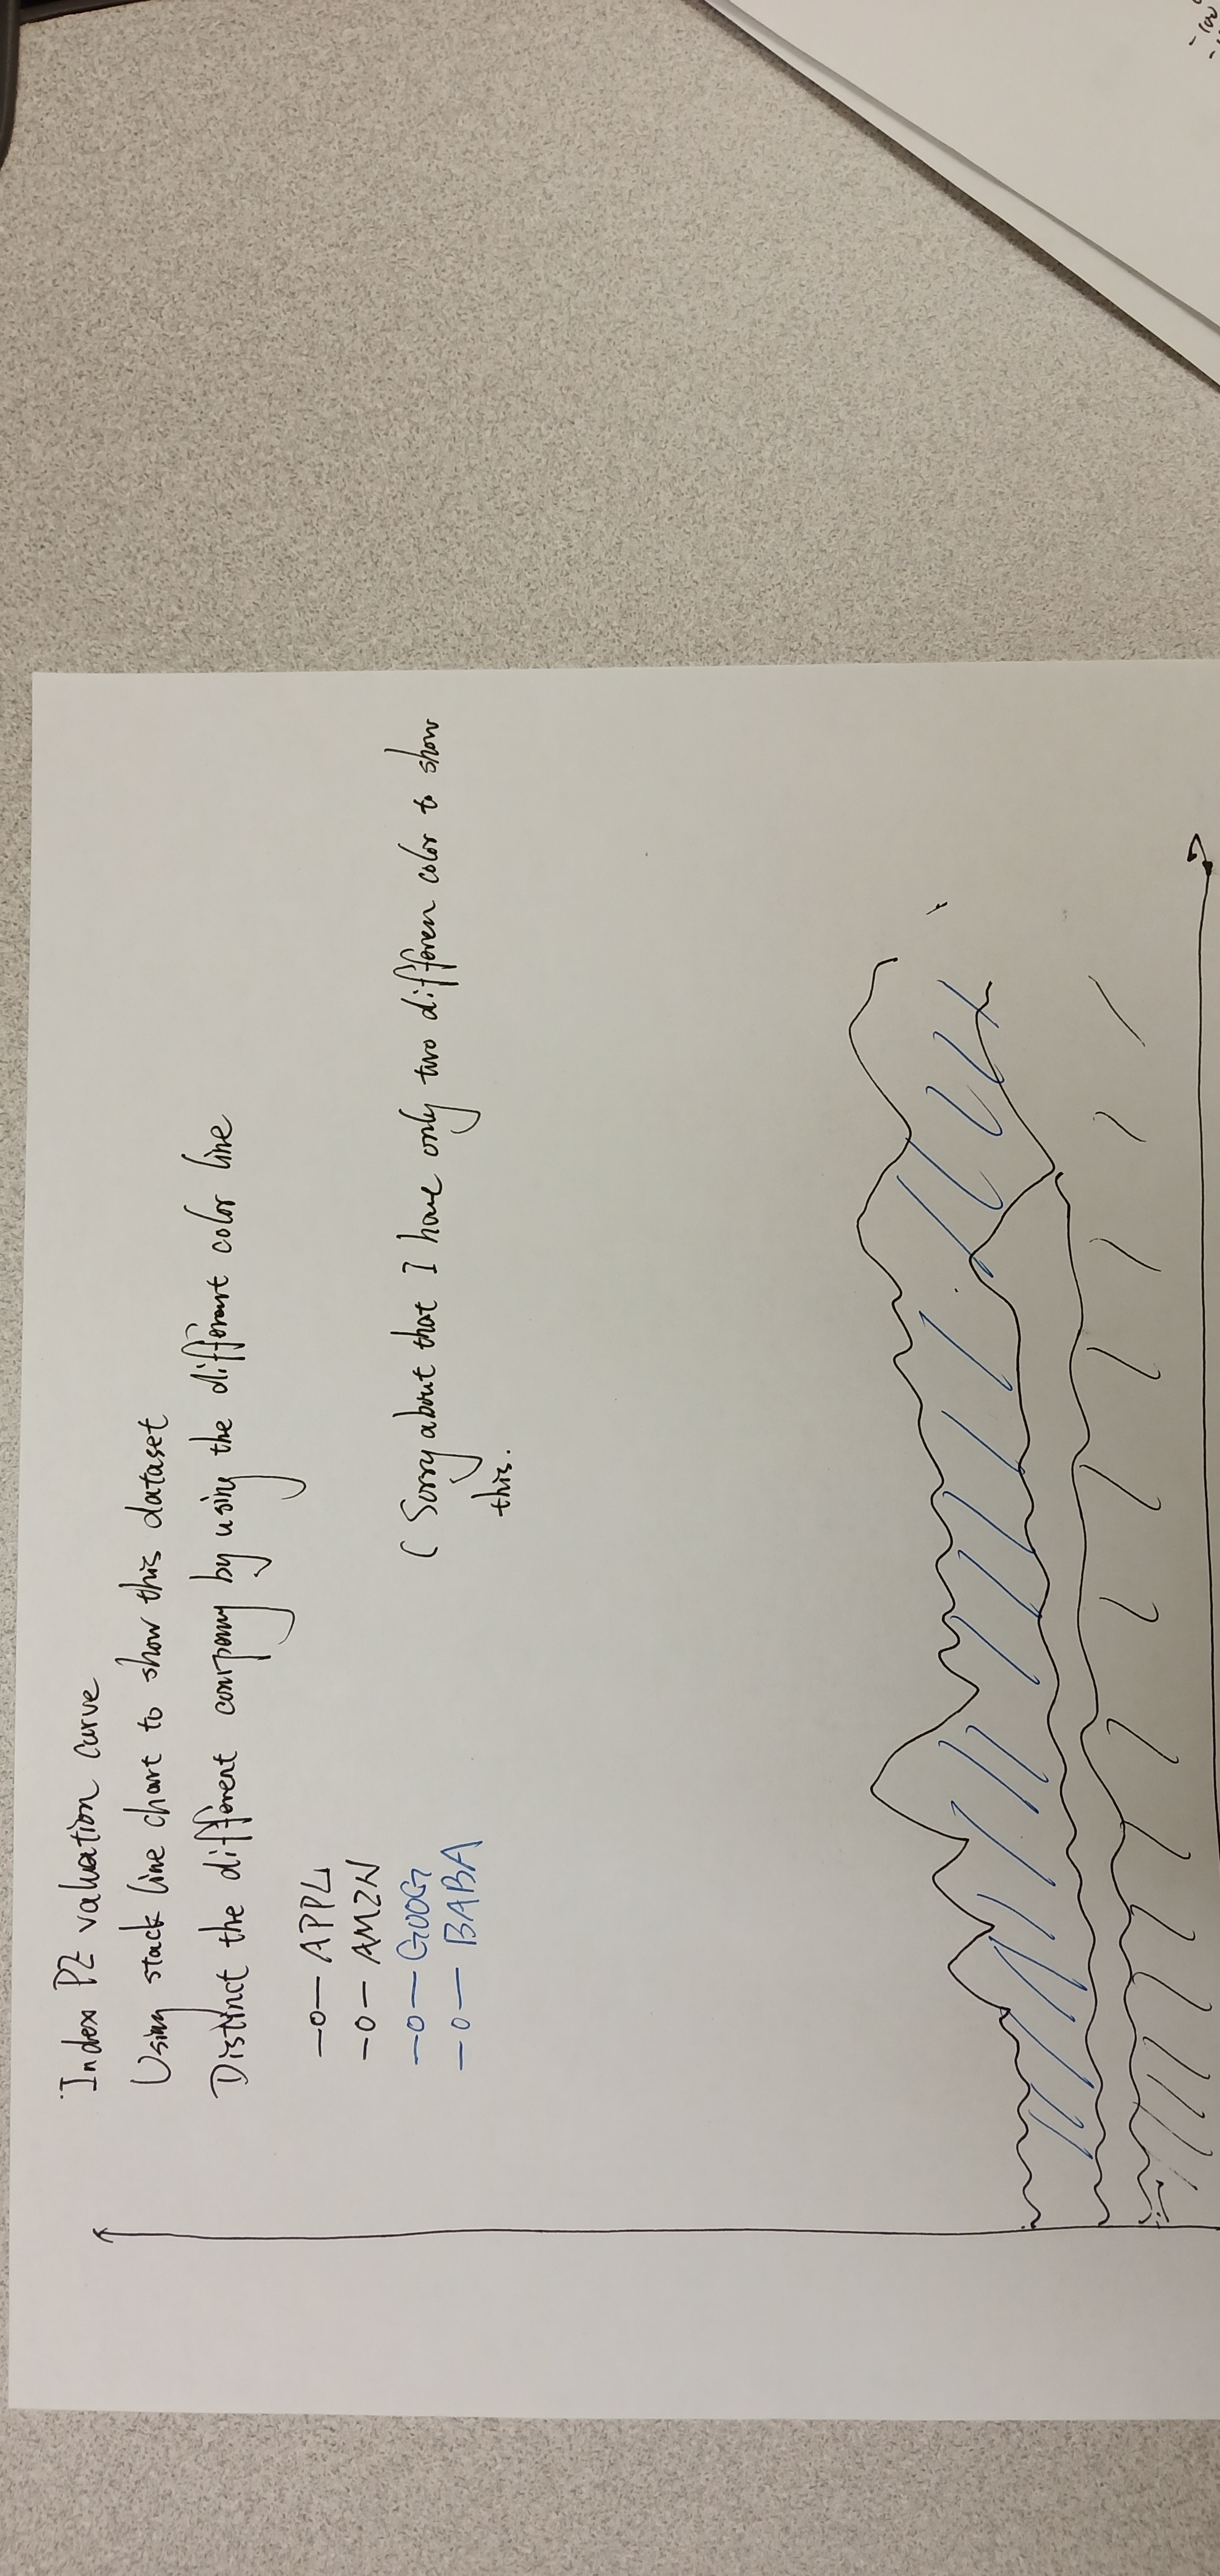 Index PE valuation curve
Using stack line chart to show this dataset
Distinct the different company by using the different color line
APPL
AMZN
GOOG
BABA
(Sorry about that I have only two differen color to show
this.